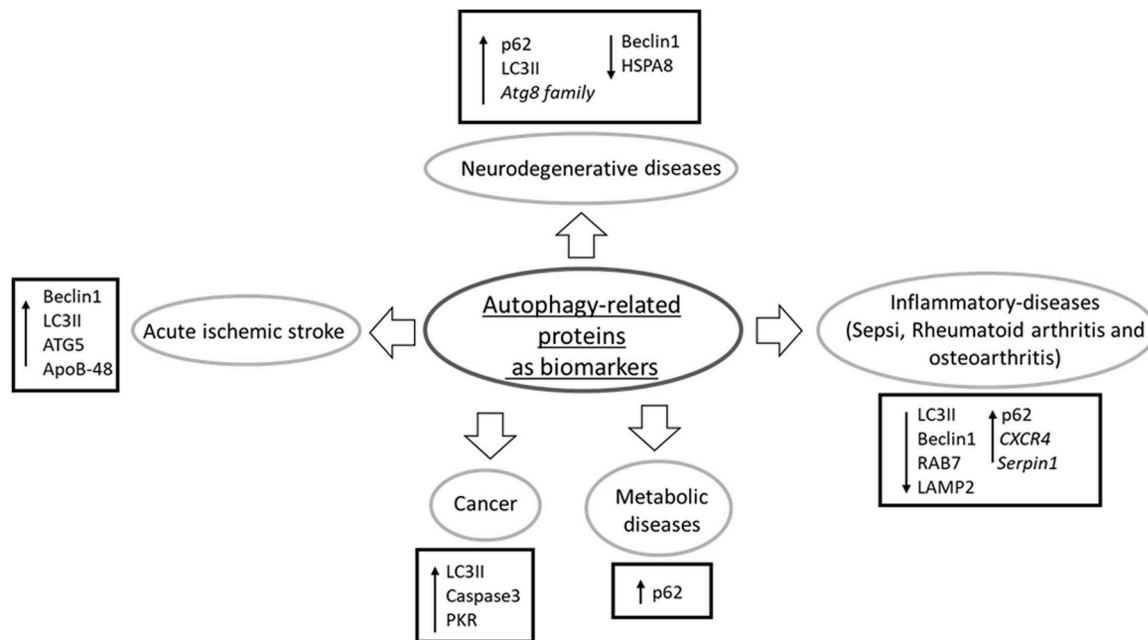 p62
LC3II
Atg8 family
Beclin1
HSPA8
Neurodegenerative diseases
Beclin1
LC3II
ATG5
ApoB-48
Acute ischemic stroke
Autophagy-related
proteins
as biomarkers
Inflammatory-diseases
(Sepsi, Rheumatoid arthritis and
osteoarthritis)
LC3II
Beclin1
RAB7
LAMP2
p62
CXCR4
Serpin1
Cancer
LC3II
Caspase3
PKR
Metabolic
diseases
p62